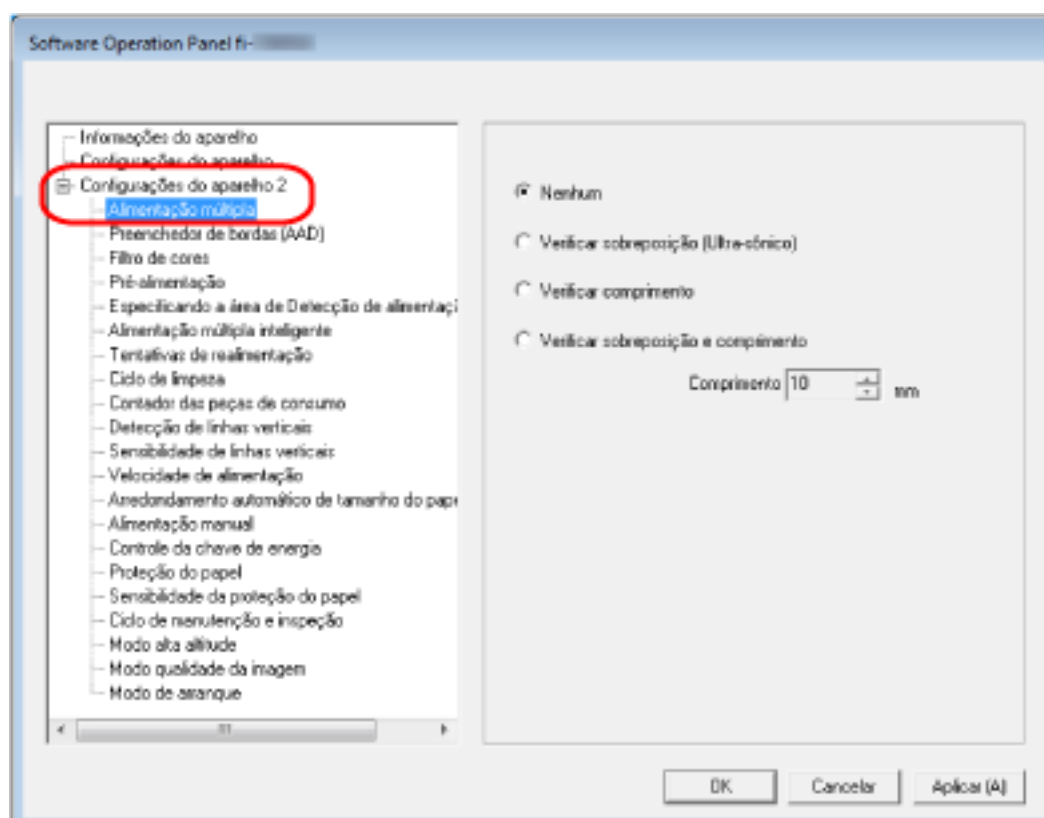 Software Operation Panel fi-
Informações do aparelho
Configurações do aparelho
Configurações do aparelho 2
Alimentação múltipla
Preenchedor de bordas (AAD)
Filtro de cores
Pré-alimentação
Especificando a área de Detecção de alimentaçã
Alimentação múltipla inteligente
Tentativas de realimentação
Ciclo de limpeza
Contador das peças de consumo
Detecção de linhas verticais
Sensibilidade de linhas verticais
Velocidade de alimentação
Arredondamento automático de tamanho do pape
Alimentação manual
Controle da chave de energia
Proteção do papel
Sensibilidade da proteção do papel
Ciclo de manutenção e inspeção
Modo alta altitude
Modo qualidade da imagem
Modo de arranque
Nenhum
Verificar sobreposição (Ultra-sônico)
Verificar comprimento
Verificar sobreposição e comprimento
Comprimento 10 mm
OK Cancelar Aplicar (A)